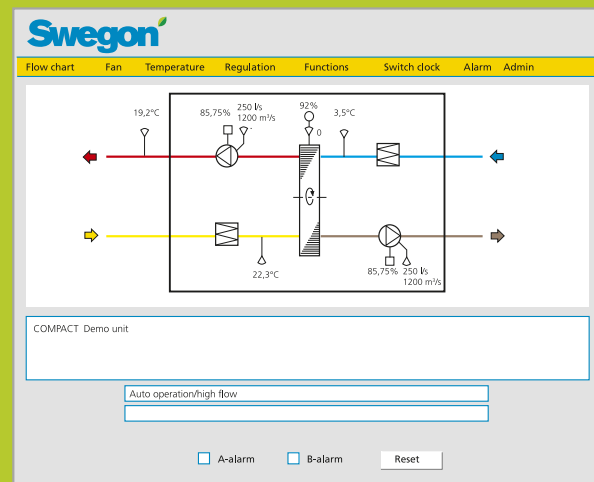 Swegon
Flow chart Fan Temperature Regulation Functions Switch clock Alarm Admin
19,2°C
85,75%
250 l/s
1200 m³/s
92%
0
3,5°C
22,3°C
85,75%
250 l/s
1200 m³/s
COMPACT Demo unit
Auto operation/high flow
A-alarm B-alarm Reset